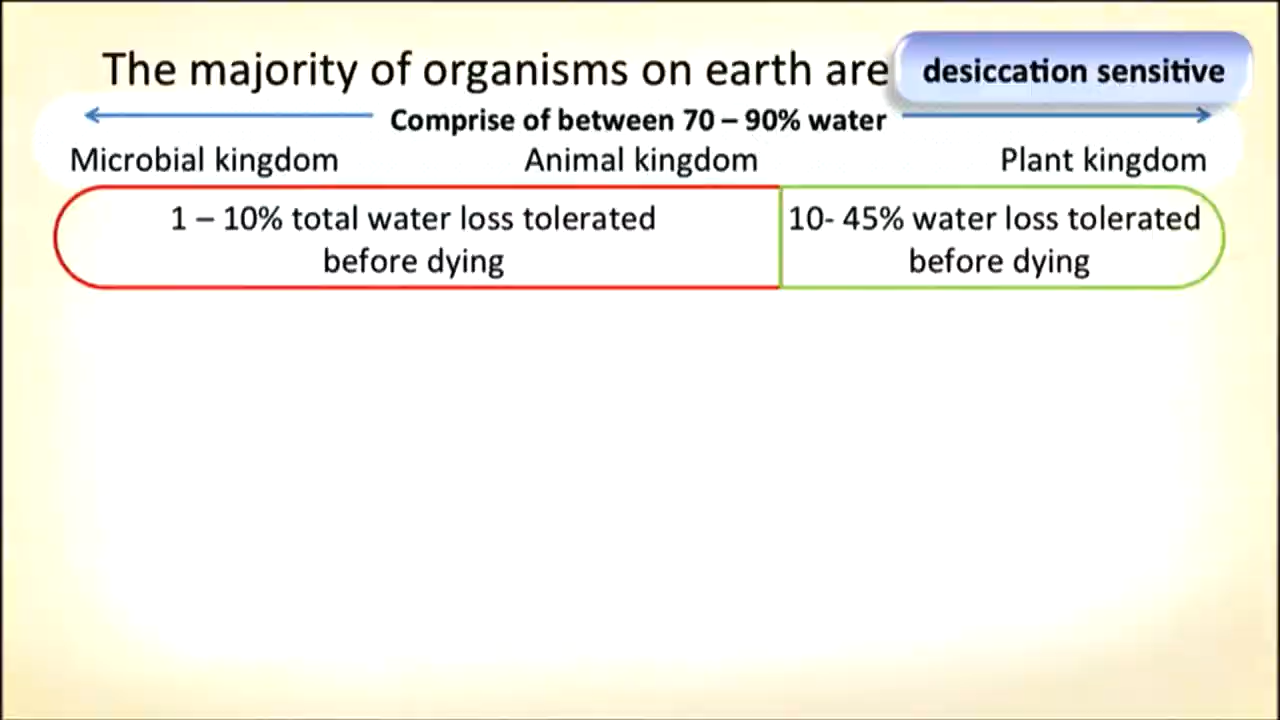 The majority of organisms on earth are desiccation sensitive
Comprise of between 70 – 90% water
Microbial kingdom Animal kingdom Plant kingdom
1 – 10% total water loss tolerated
before dying
10- 45% water loss tolerated
before dying